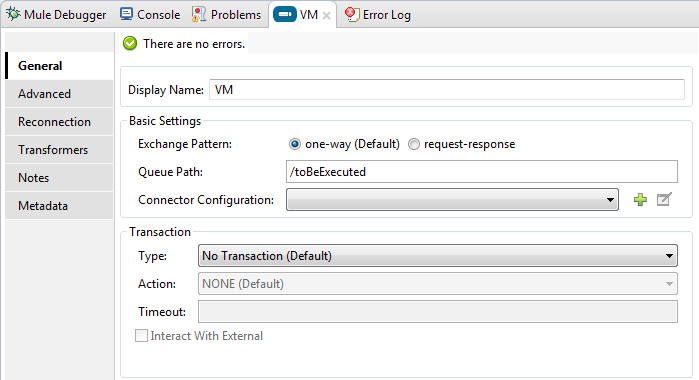 Mule Debugger Console Problems VM Error Log
There are no errors.
General
Advanced
Reconnection
Transformers
Notes
Metadata
Display Name: VM
Basic Settings
Exchange Pattern: one-way (Default) request-response
Queue Path: /toBeExecuted
Connector Configuration:
Transaction
Type: No Transaction (Default)
Action: NONE (Default)
Timeout:
Interact With External